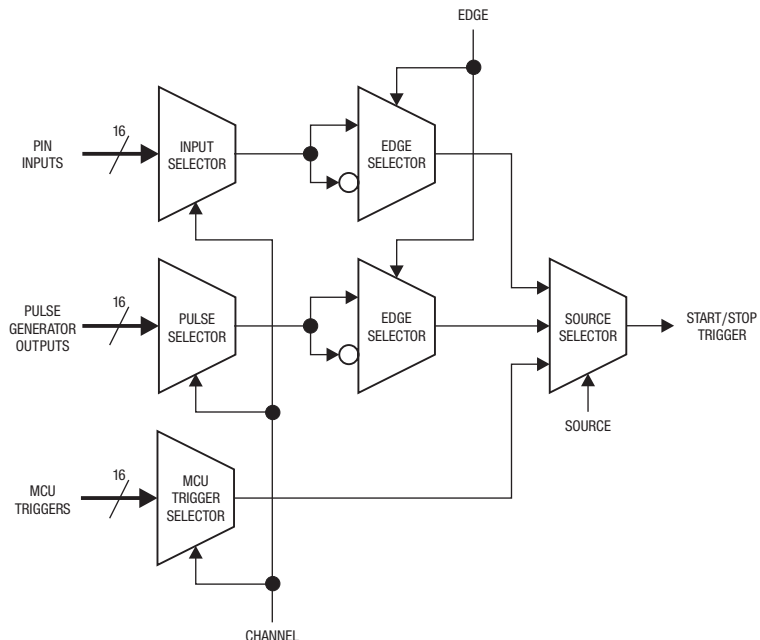 EDGE
16
PIN
INPUTS
INPUT
SELECTOR
EDGE
SELECTOR
16
PULSE
GENERATOR
OUTPUTS
PULSE
SELECTOR
EDGE
SELECTOR
SOURCE
SELECTOR
START/STOP
TRIGGER
SOURCE
16
MCU
TRIGGERS
MCU
TRIGGER
SELECTOR
CHANNEL